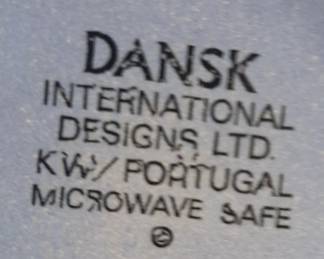 DANSK
INTERNATIONAL
DESIGNS LTD.
KW/PORTUGAL
MICROWAVE SAFE